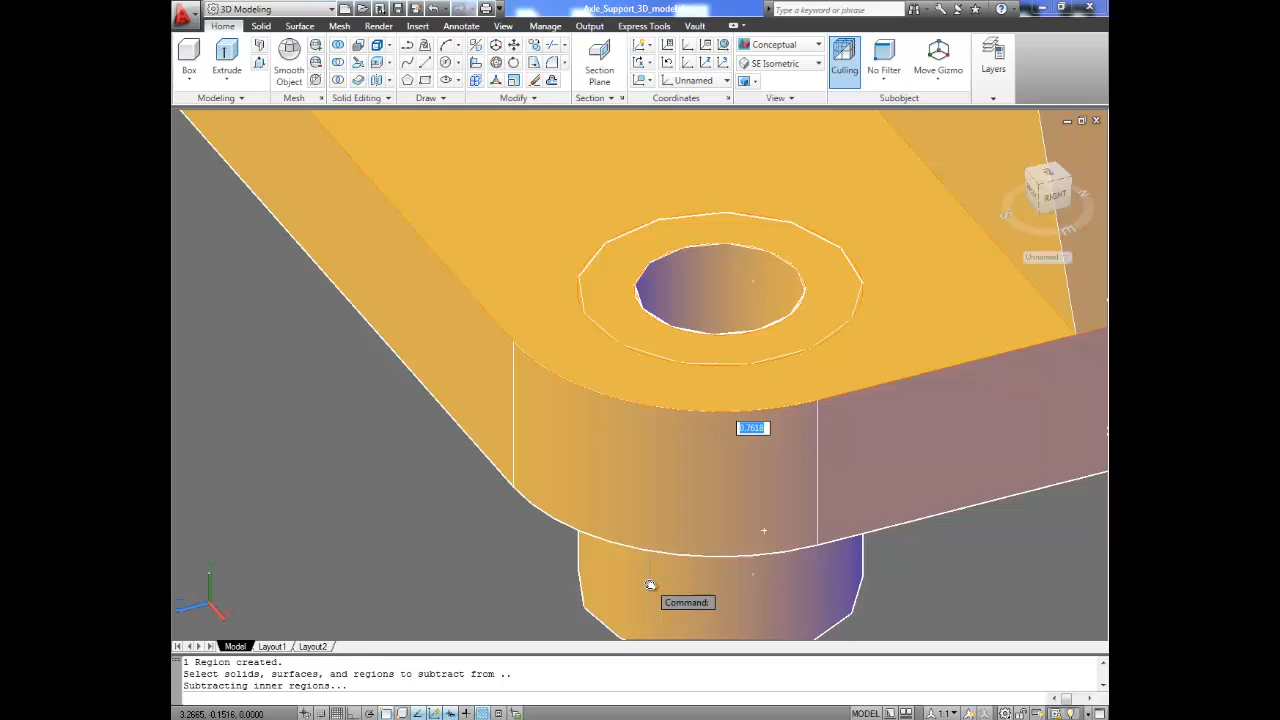 3D Modeling
Axle_Support_3D_model
Type a keyword or phrase
Home Solid Surface Mesh Render Insert Annotate View Manage Output Express Tools Vault
Box Extrude Smooth Object
Section Plane
Conceptual
SE Isometric
Unnamed
Culling No Filter Move Gizmo
Layers
Modeling Mesh Solid Editing Draw Modify Section Coordinates View Subobject
RIGHT
N
S
E
Unnamed
0.7618
Command:
Model Layout1 Layout2
1 Region created.
Select solids, surfaces, and regions to subtract from ..
Subtracting inner regions...
3.2665, -0.1516, 0.0000
MODEL
1:1